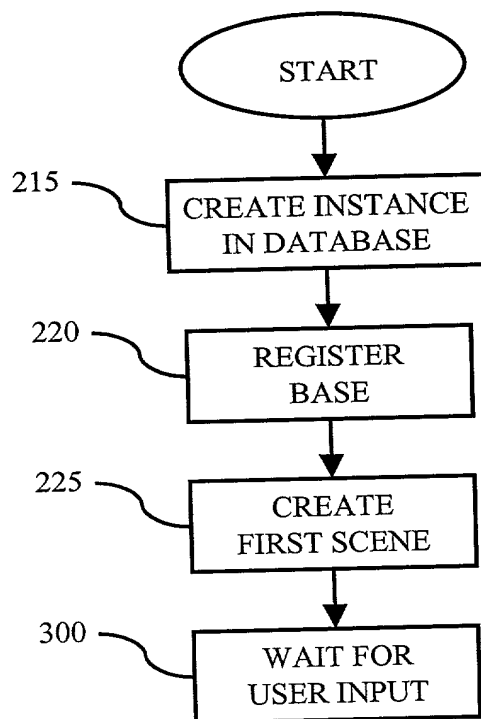 START
215
CREATE INSTANCE
IN DATABASE
220
REGISTER
BASE
225
CREATE
FIRST SCENE
300
WAIT FOR
USER INPUT